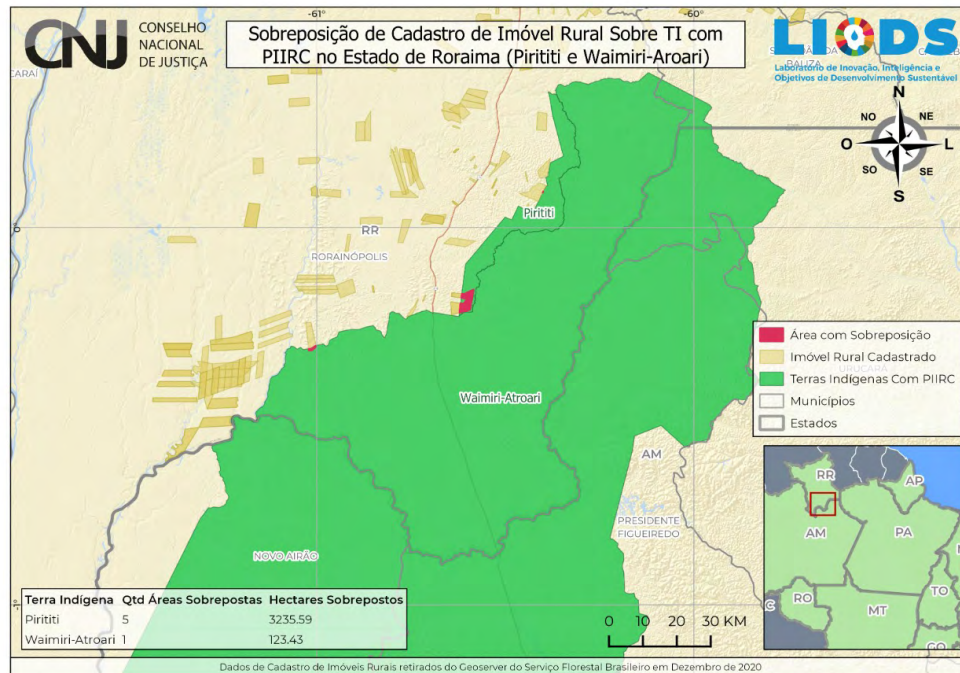 CNJ CONSELHO
NACIONAL
DE JUSTIÇA
Sobreposição de Cadastro de Imóvel Rural Sobre TI com
PIIRC no Estado de Roraima (Pirititi e Waimiri-Aroari)
LIODS
Laboratório de Inovação, Inteligência e
Objetivos de Desenvolvimento Sustentável
-61°
-60°
BALIZA
N
NO NE
O L
SO SE
S
0°
Pirititi
RR
RORAINÓPOLIS
Waimiri-Atroari
Área com Sobreposição
Imóvel Rural Cadastrado
Terras Indígenas Com PIIRC
Municípios
Estados
URUCARÁ
AM
PRESIDENTE
FIGUEIREDO
NOVO AIRÃO
RR
AP
AM
PA
RO
MT
TO
GO
-1°
Terra Indígena Qtd Áreas Sobrepostas Hectares Sobrepostos
Pirititi 5 3235.59
Waimiri-Atroari 1 123.43
0 10 20 30 KM
Dados de Cadastro de Imóveis Rurais retirados do Geoserver do Serviço Florestal Brasileiro em Dezembro de 2020